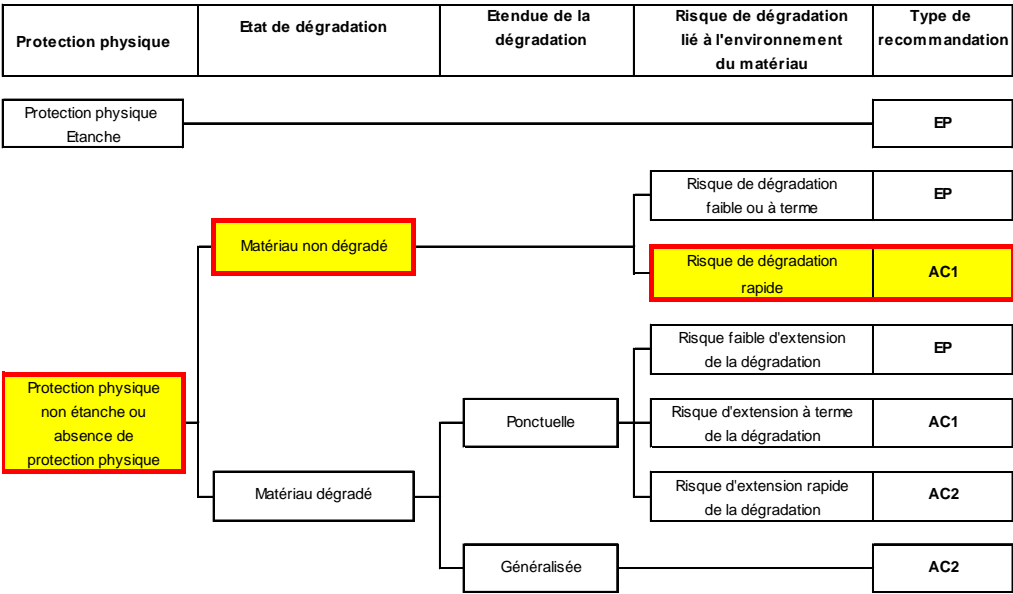 Protection physique
Etat de dégradation
Etendue de la
dégradation
Risque de dégradation
lié à l'environnement
du matériau
Type de
recommandation
Protection physique
Etanche
EP
Risque de dégradation
faible ou à terme
EP
Matériau non dégradé
Risque de dégradation
rapide
AC1
Risque faible d'extension
de la dégradation
EP
Protection physique
non étanche ou
absence de
protection physique
Ponctuelle
Risque d'extension à terme
de la dégradation
AC1
Matériau dégradé
Risque d'extension rapide
de la dégradation
AC2
Généralisée
AC2